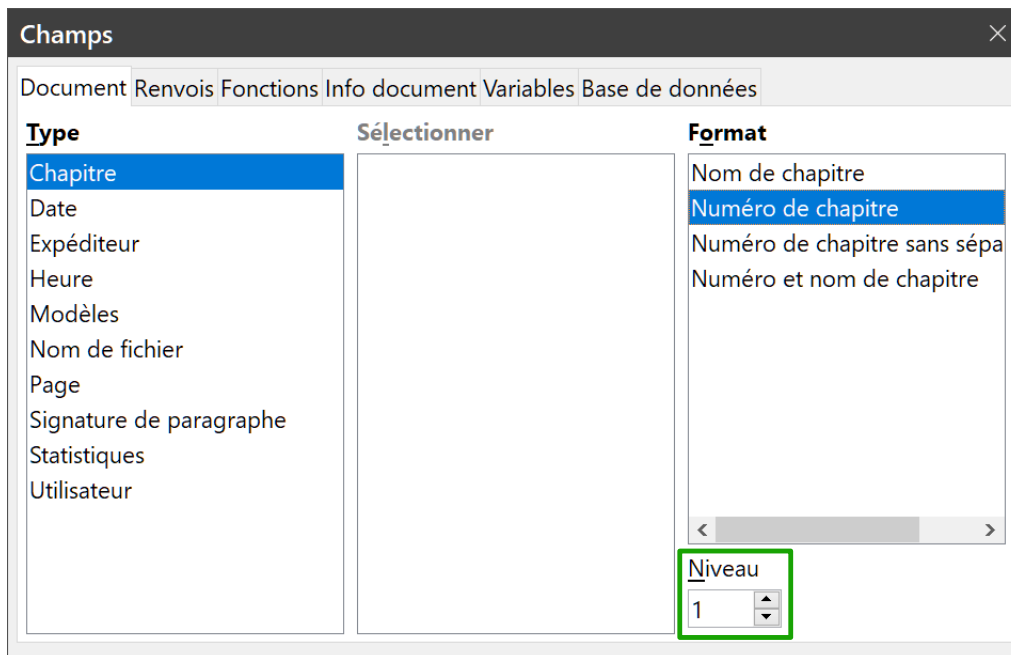 Champs
Document Renvois Fonctions Info document Variables Base de données
Type
Sélectionner
Format
Chapitre
Date
Expéditeur
Heure
Modèles
Nom de fichier
Page
Signature de paragraphe
Statistiques
Utilisateur
Nom de chapitre
Numéro de chapitre
Numéro de chapitre sans sépa
Numéro et nom de chapitre
Niveau
1